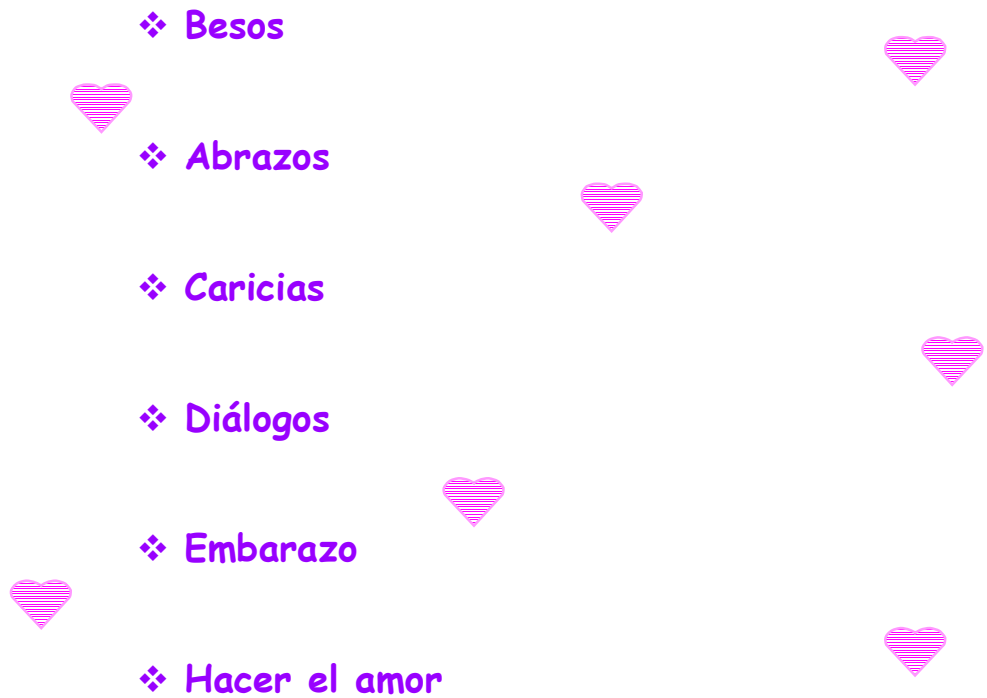 ❖ Besos
❖ Abrazos
❖ Caricias
❖ Diálogos
❖ Embarazo
❖ Hacer el amor